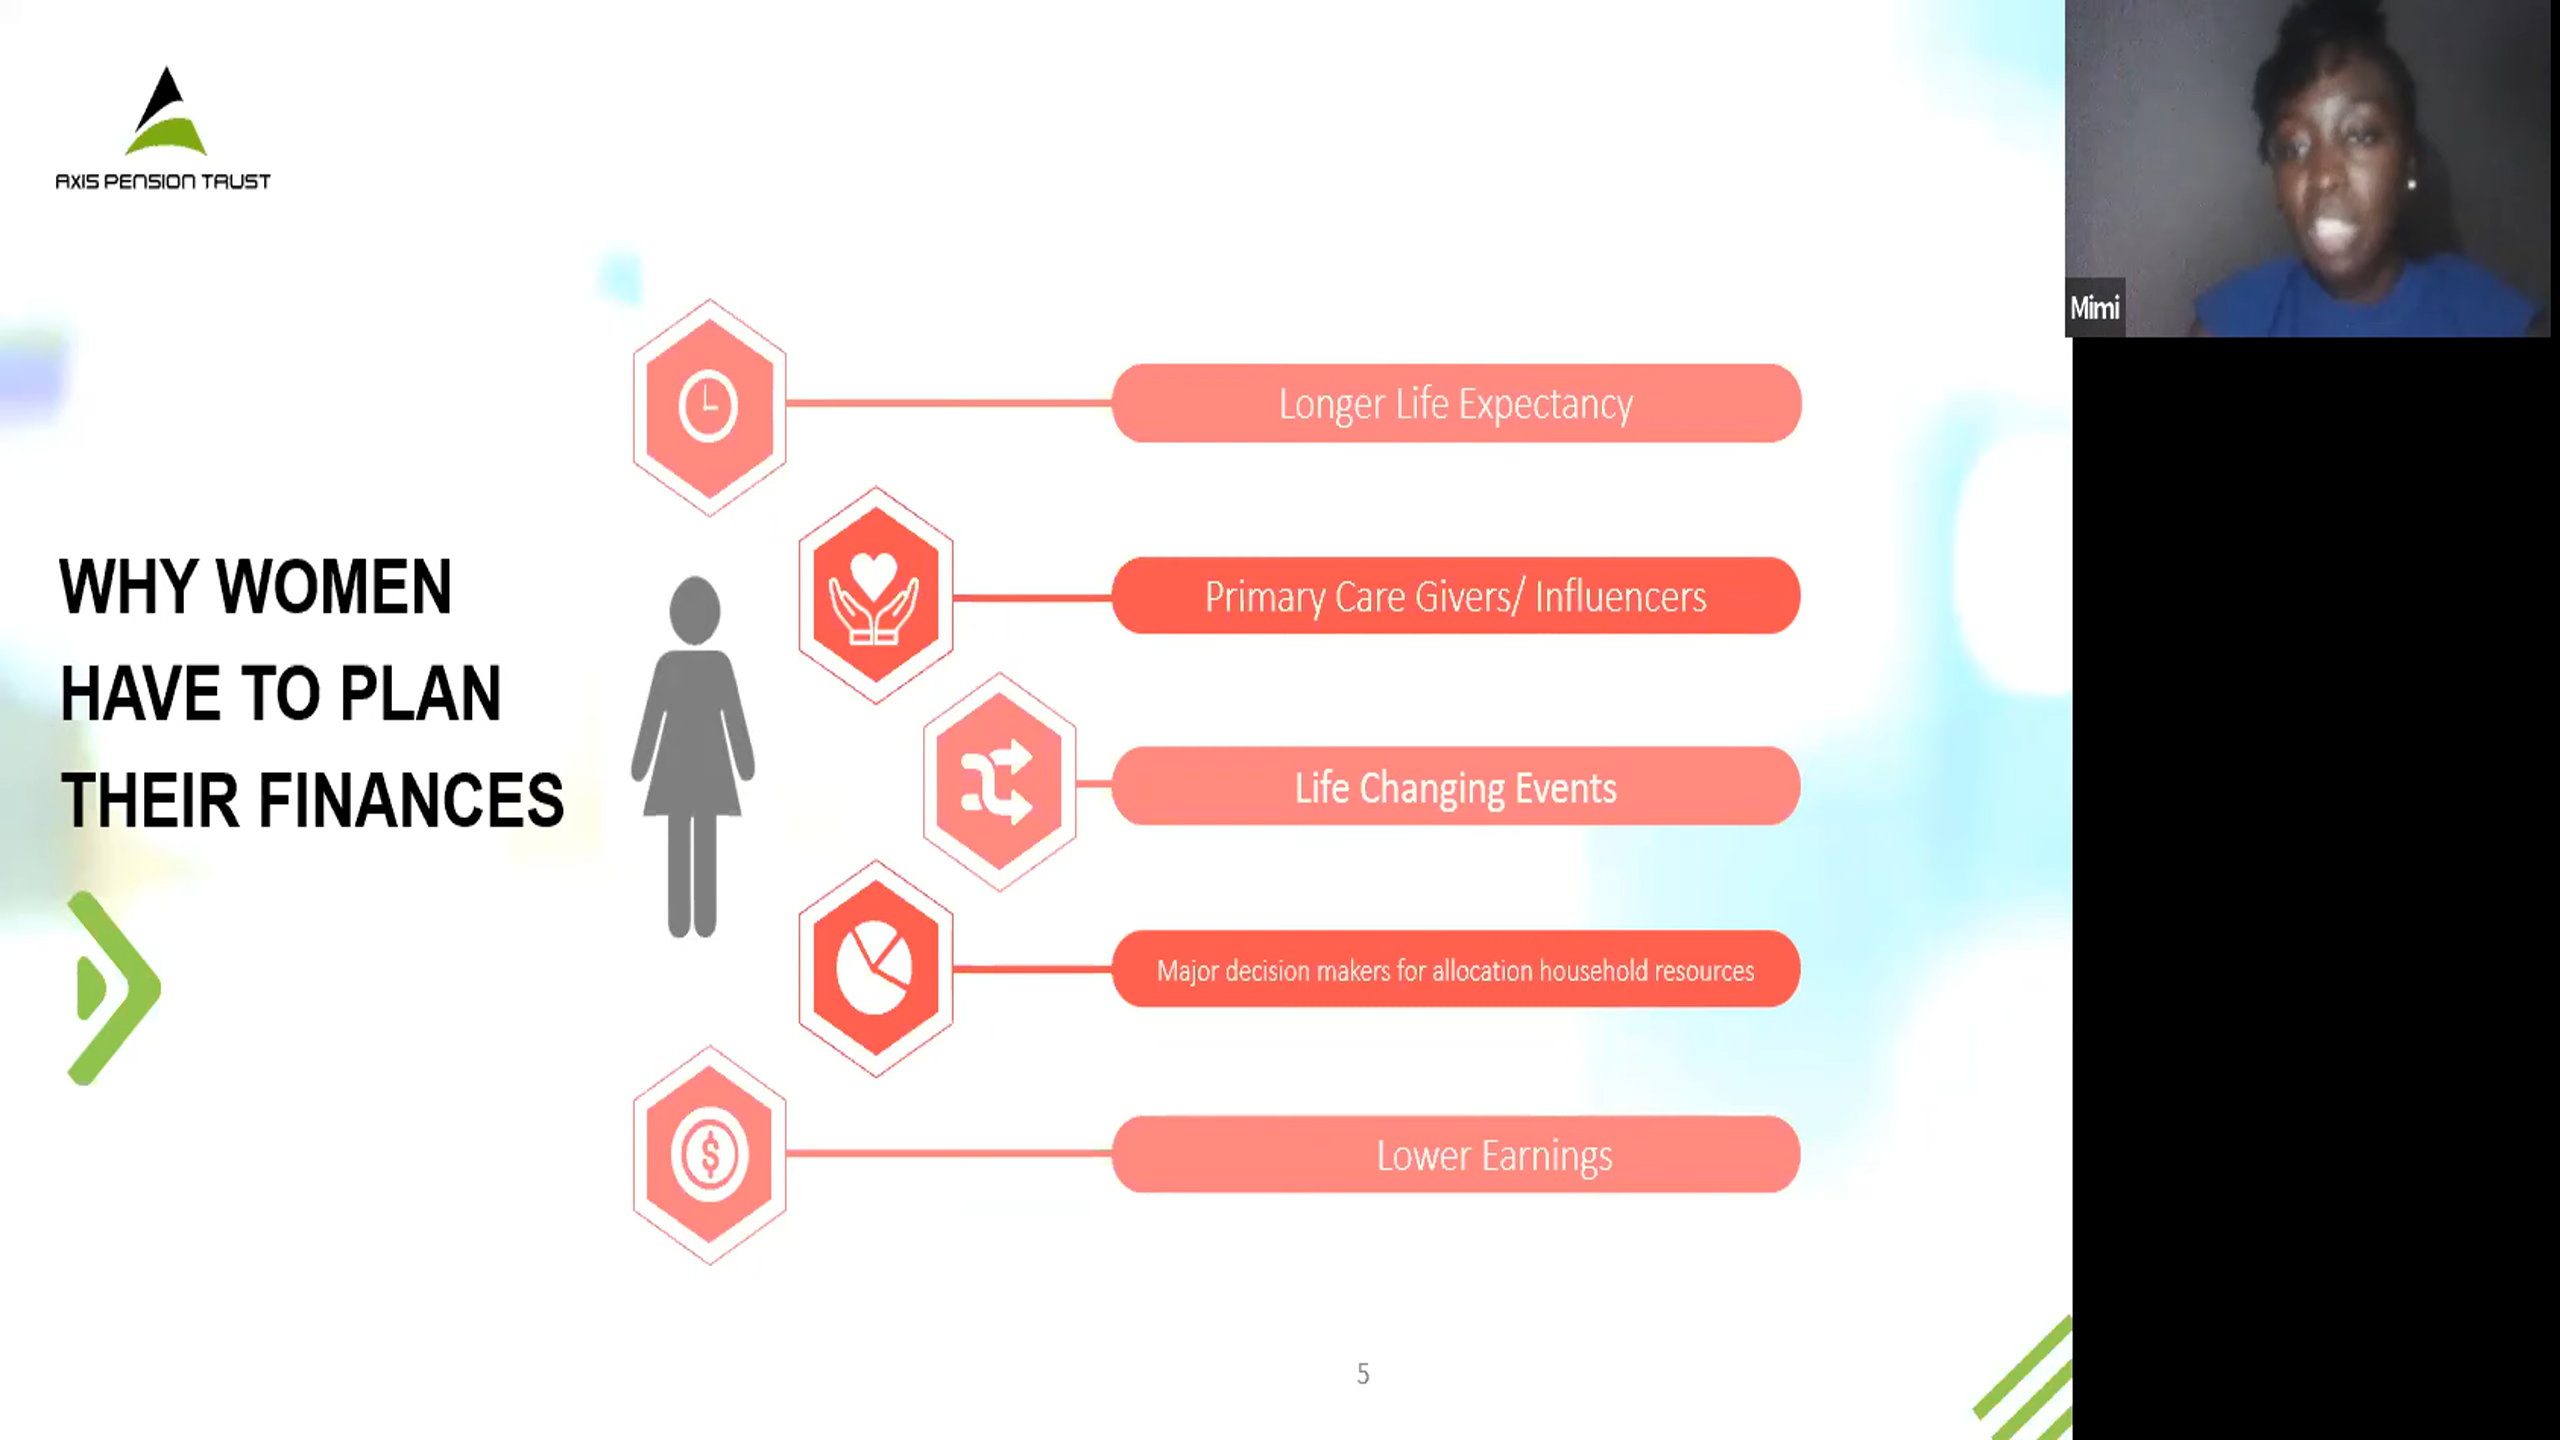 AXIS PENSION TRUST
Mimi
WHY WOMEN
HAVE TO PLAN
THEIR FINANCES
Longer Life Expectancy
Primary Care Givers/ Influencers
Life Changing Events
Major decision makers for allocation household resources
Lower Earnings
5